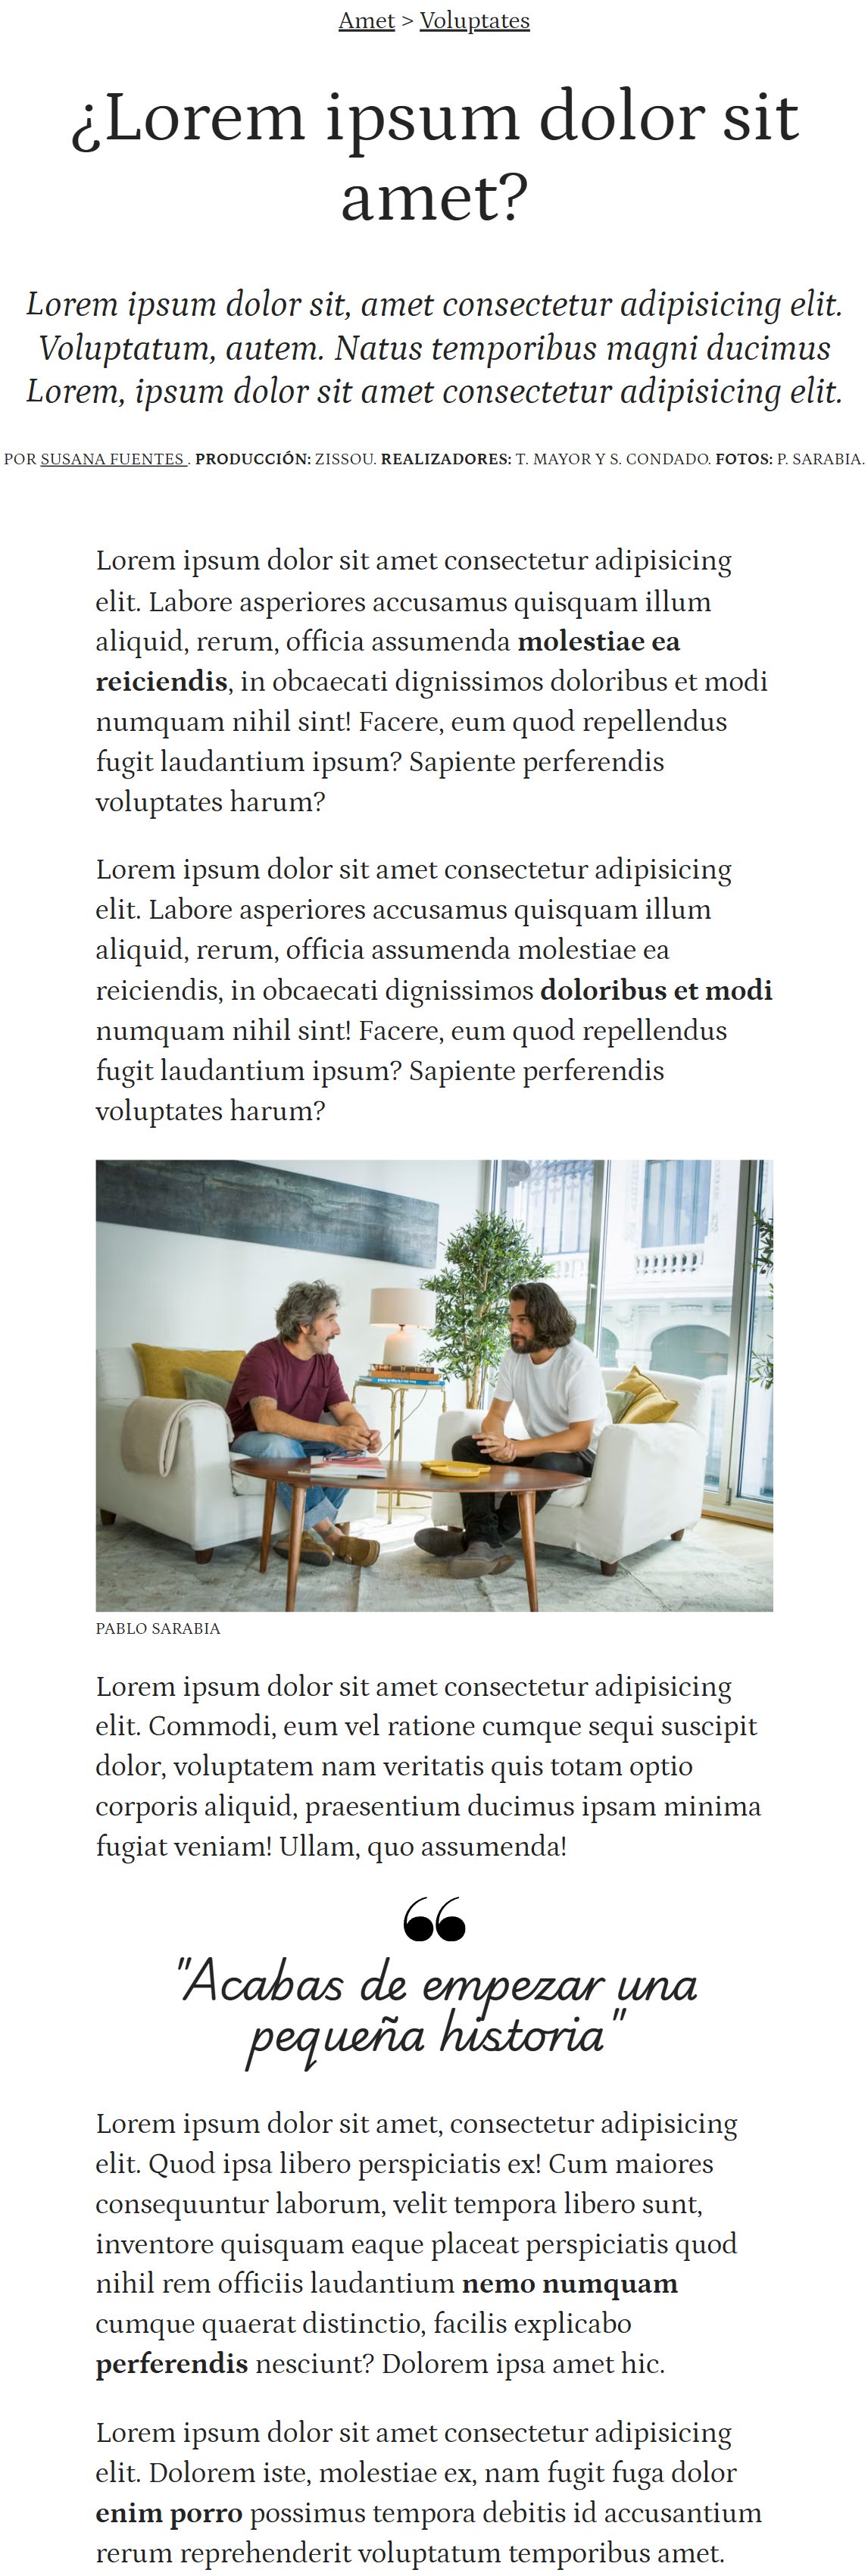 Amet > Voluptates
¿Lorem ipsum dolor sit
amet?
Lorem ipsum dolor sit, amet consectetur adipisicing elit.
Voluptatum, autem. Natus temporibus magni ducimus
Lorem, ipsum dolor sit amet consectetur adipisicing elit.
POR SUSANA FUENTES . PRODUCCIÓN: ZISSOU. REALIZADORES: T. MAYOR Y S. CONDADO. FOTOS: P. SARABIA.
Lorem ipsum dolor sit amet consectetur adipisicing
elit. Labore asperiores accusamus quisquam illum
aliquid, rerum, officia assumenda molestiae ea
reiciendis, in obcaecati dignissimos doloribus et modi
numquam nihil sint! Facere, eum quod repellendus
fugit laudantium ipsum? Sapiente perferendis
voluptates harum?
Lorem ipsum dolor sit amet consectetur adipisicing
elit. Labore asperiores accusamus quisquam illum
aliquid, rerum, officia assumenda molestiae ea
reiciendis, in obcaecati dignissimos doloribus et modi
numquam nihil sint! Facere, eum quod repellendus
fugit laudantium ipsum? Sapiente perferendis
voluptates harum?
PABLO SARABIA
Lorem ipsum dolor sit amet consectetur adipisicing
elit. Commodi, eum vel ratione cumque sequi suscipit
dolor, voluptatem nam veritatis quis totam optio
corporis aliquid, praesentium ducimus ipsam minima
fugiat veniam! Ullam, quo assumenda!
"Acabas de empezar una
pequeña historia"
Lorem ipsum dolor sit amet, consectetur adipisicing
elit. Quod ipsa libero perspiciatis ex! Cum maiores
consequuntur laborum, velit tempora libero sunt,
inventore quisquam eaque placeat perspiciatis quod
nihil rem officiis laudantium nemo numquam
cumque quaerat distinctio, facilis explicabo
perferendis nesciunt? Dolorem ipsa amet hic.
Lorem ipsum dolor sit amet consectetur adipisicing
elit. Dolorem iste, molestiae ex, nam fugit fuga dolor
enim porro possimus tempora debitis id accusantium
rerum reprehenderit voluptatum temporibus amet.